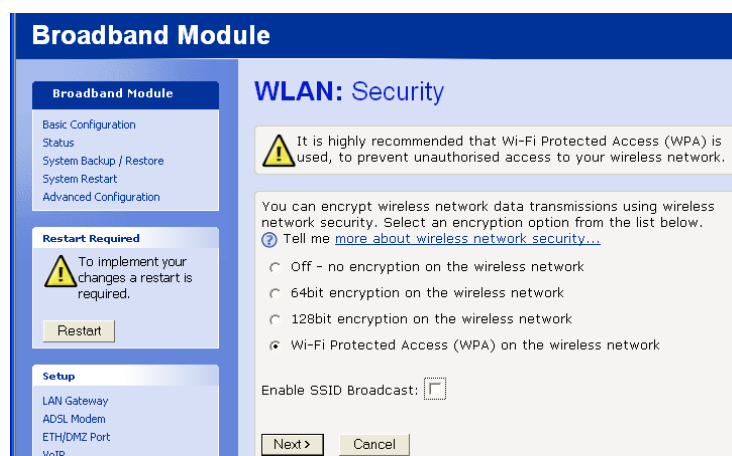 Broadband Module
Broadband Module
Basic Configuration
Status
System Backup / Restore
System Restart
Advanced Configuration
Restart Required
To implement your
changes a restart is
required.
Restart
Setup
LAN Gateway
ADSL Modem
ETH/DMZ Port
VoIP
WLAN: Security
It is highly recommended that Wi-Fi Protected Access (WPA) is
used, to prevent unauthorised access to your wireless network.
You can encrypt wireless network data transmissions using wireless
network security. Select an encryption option from the list below.
? Tell me more about wireless network security...
Off - no encryption on the wireless network
64bit encryption on the wireless network
128bit encryption on the wireless network
Wi-Fi Protected Access (WPA) on the wireless network
Enable SSID Broadcast:
Next >
Cancel